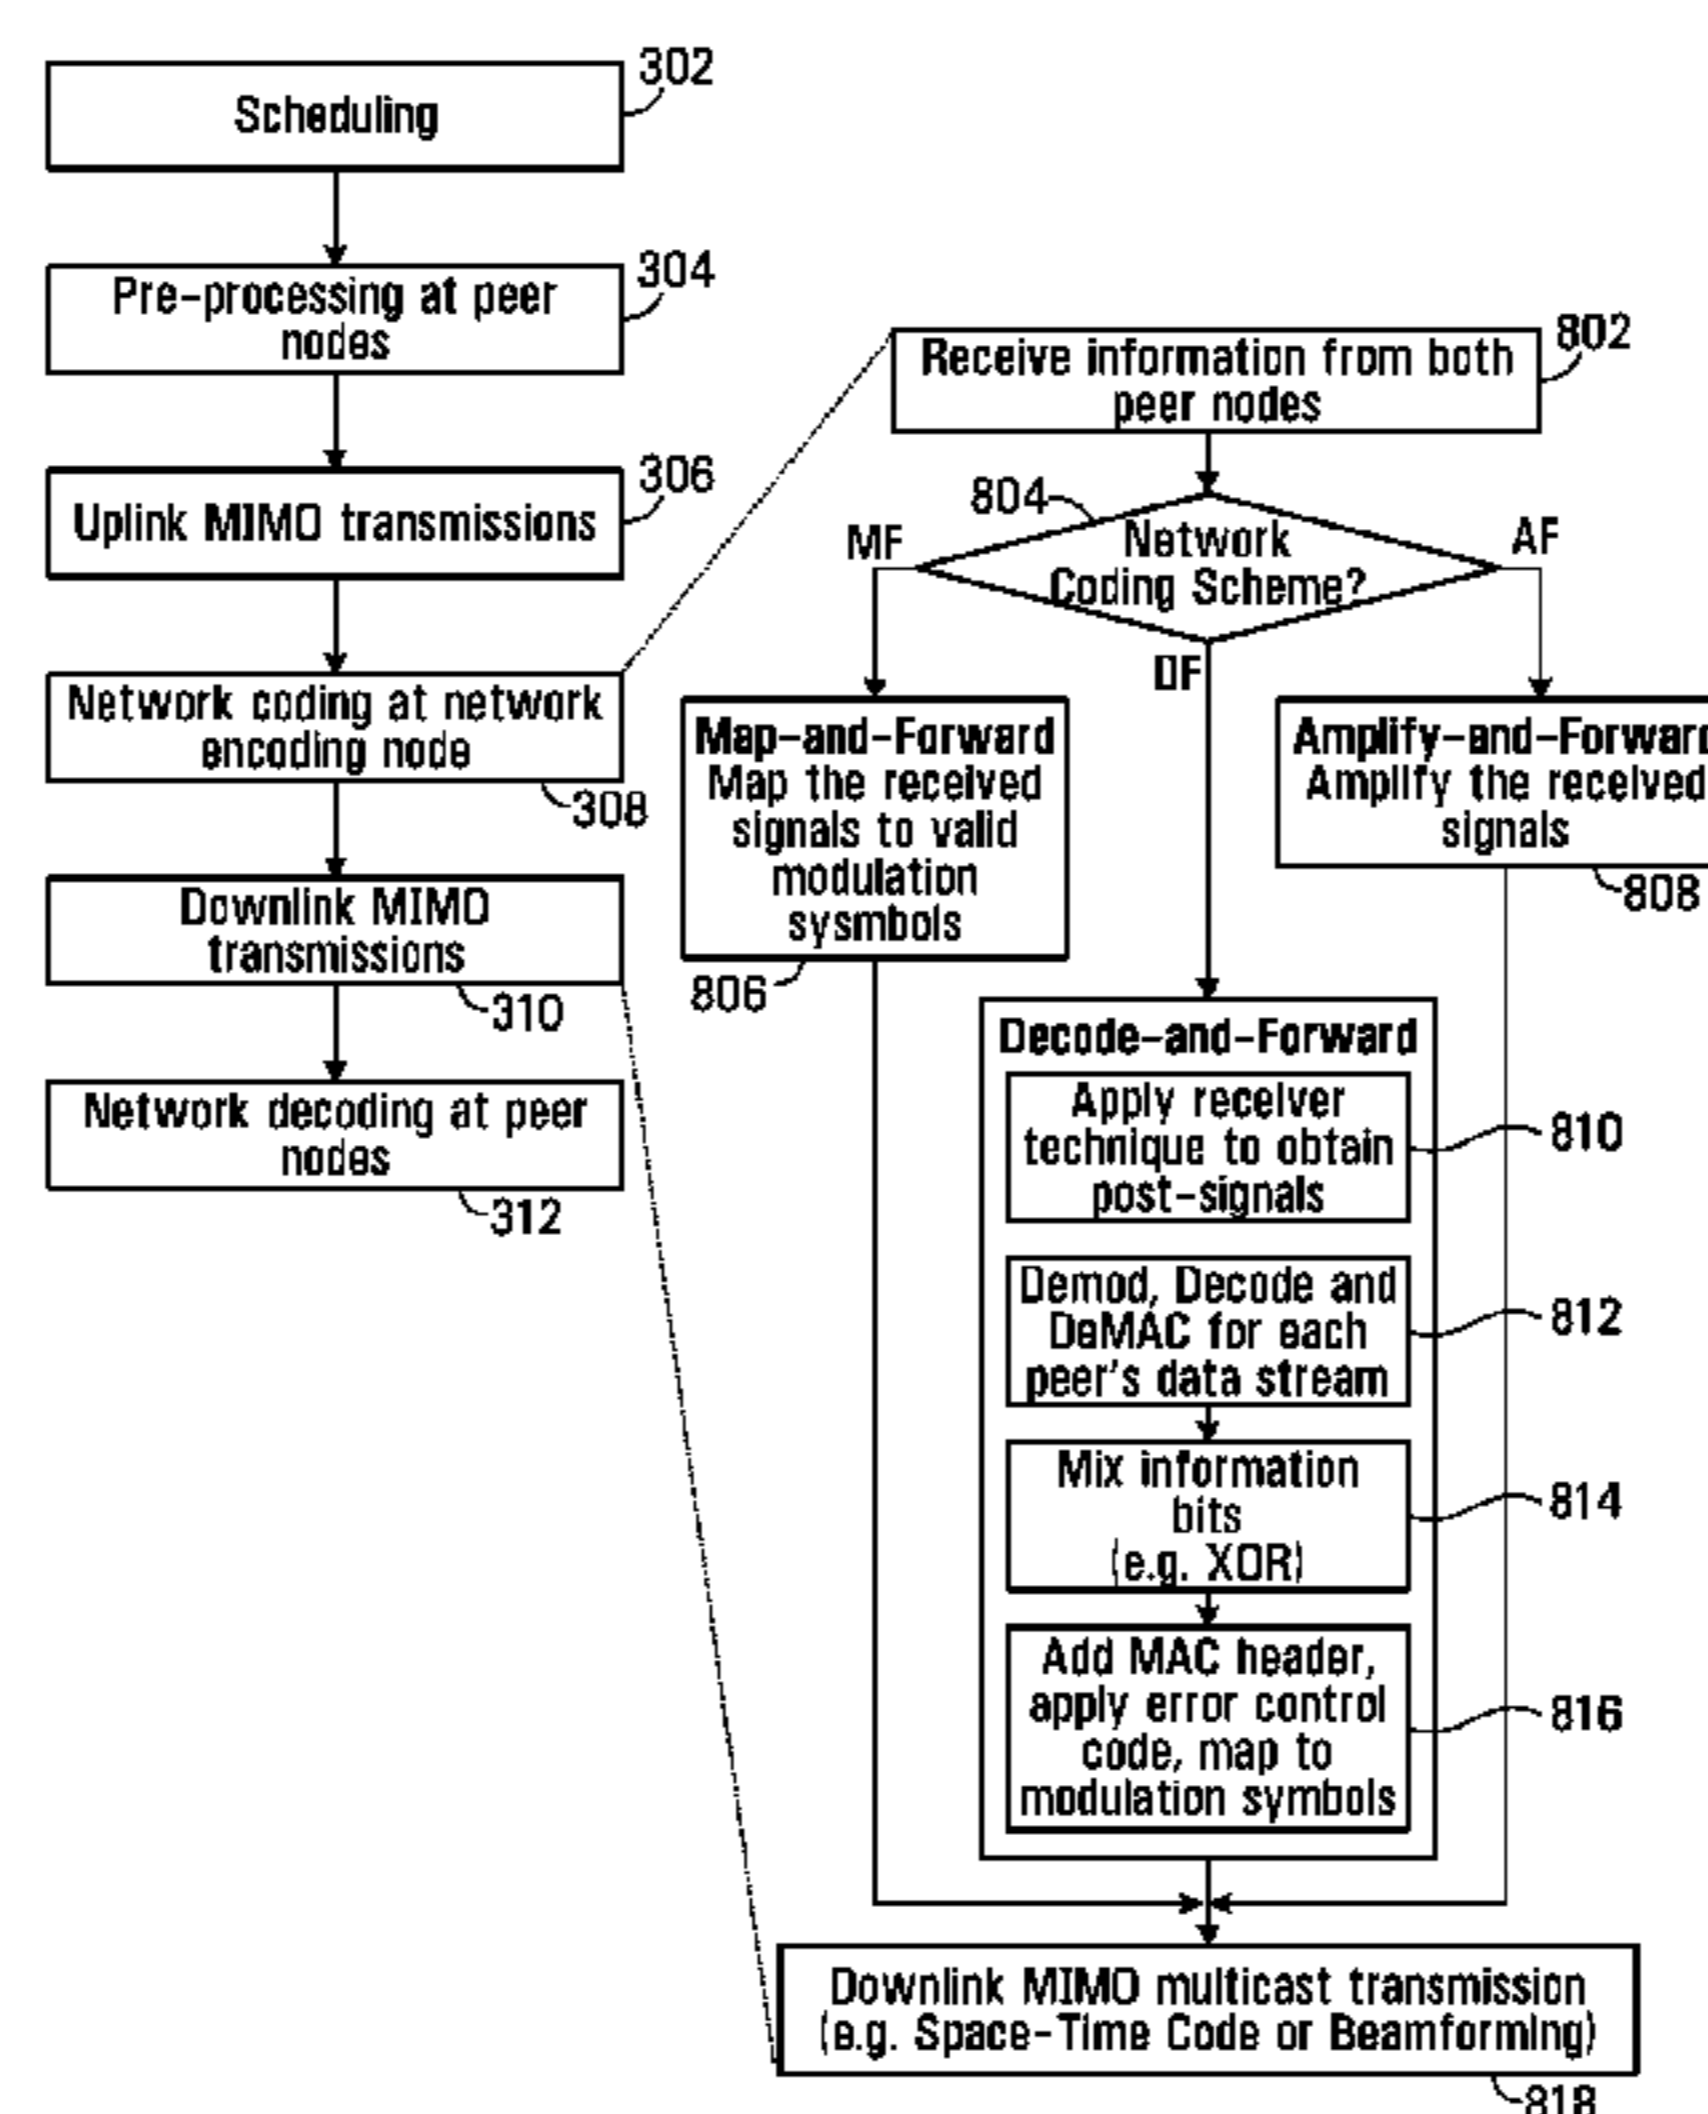 302
Scheduling
304
Pre-processing at peer
nodes
306
Uplink MIMO transmissions
Network coding at network
encoding node
308
Downlink MIMO
transmissions
310
Network decoding at peer
nodes
312
802
Receive information from both
peer nodes
804
Network
Coding Scheme?
MF
DF
AF
Map-and-Forward
Map the received
signals to valid
modulation
sysmbols
806
Amplify-and-Forward
Amplify the received
signals
808
Decode-and-Forward
Apply receiver
technique to obtain
post-signals
810
Demod, Decode and
DeMAC for each
peer's data stream
812
Mix information
bits
(e.g. XOR)
814
Add MAC header,
apply error control
code, map to
modulation symbols
816
Downlink MIMO multicast transmission
(e.g. Space-Time Code or Beamforming)
818